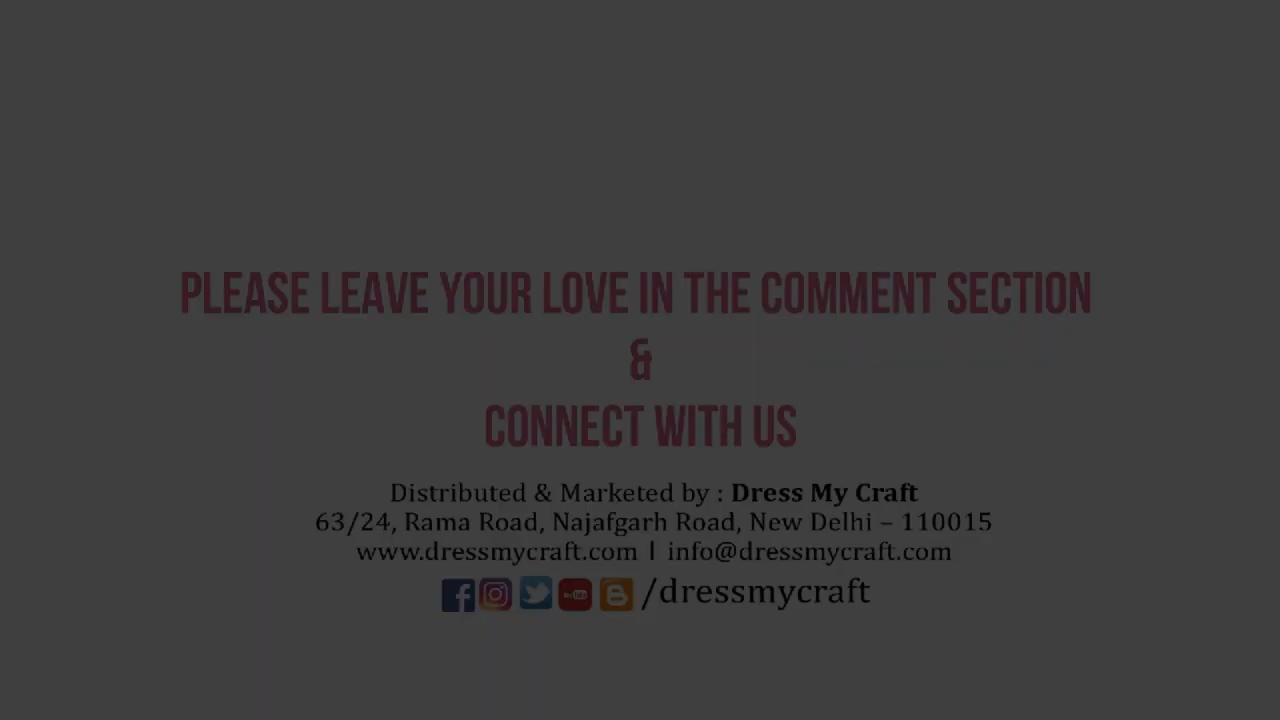 PLEASE LEAVE YOUR LOVE IN THE COMMENT SECTION
&
CONNECT WITH US
Distributed & Marketed by : Dress My Craft
63/24, Rama Road, Najafgarh Road, New Delhi – 110015
www.dressmycraft.com | info@dressmycraft.com
/dressmycraft